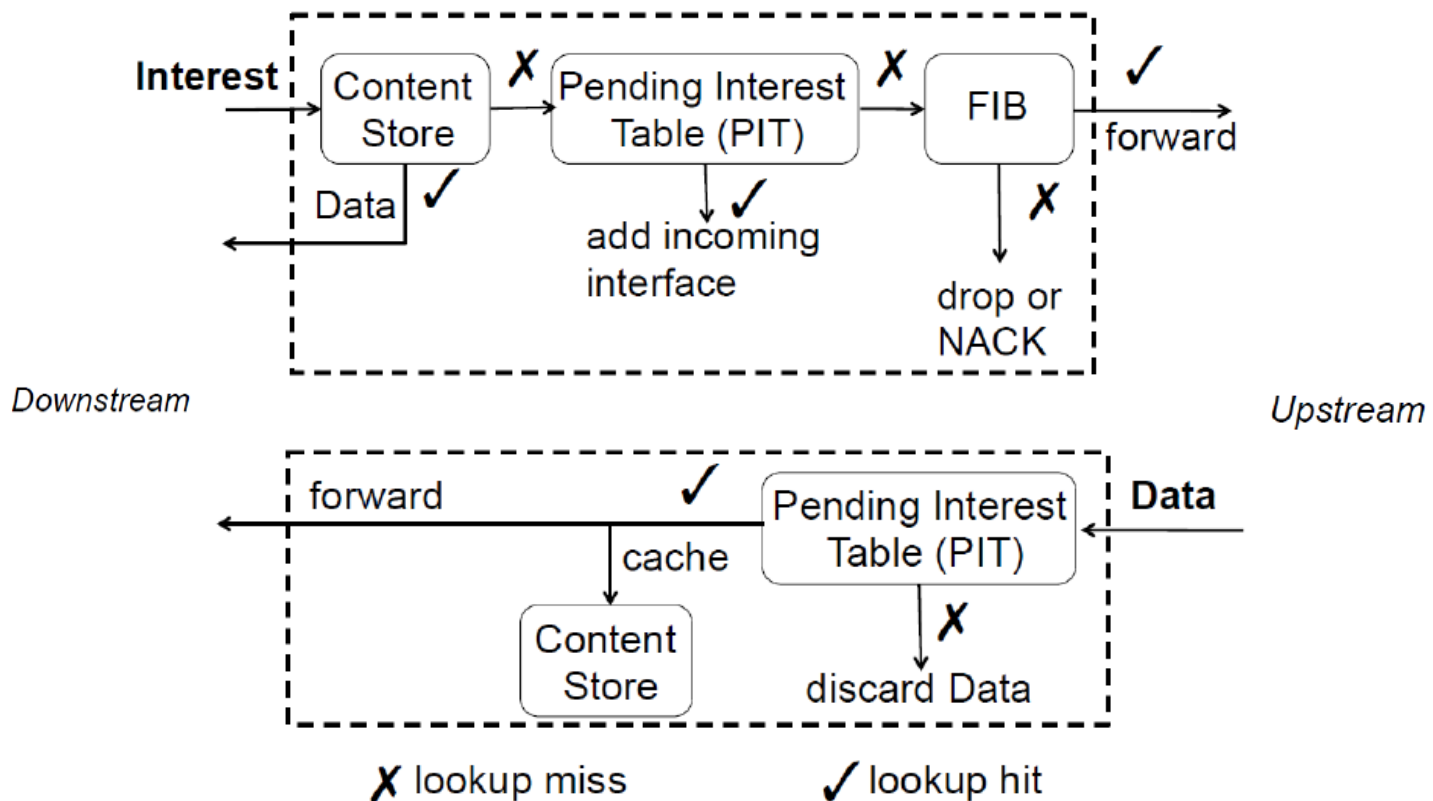 Interest
Content
Store
✗
Pending Interest
Table (PIT)
✗
FIB
✓
forward
Data
✓
✓
add incoming
interface
✗
drop or
NACK
Downstream
Upstream
forward
✓
Pending Interest
Table (PIT)
Data
cache
Content
Store
✗
discard Data
✗ lookup miss
✓ lookup hit